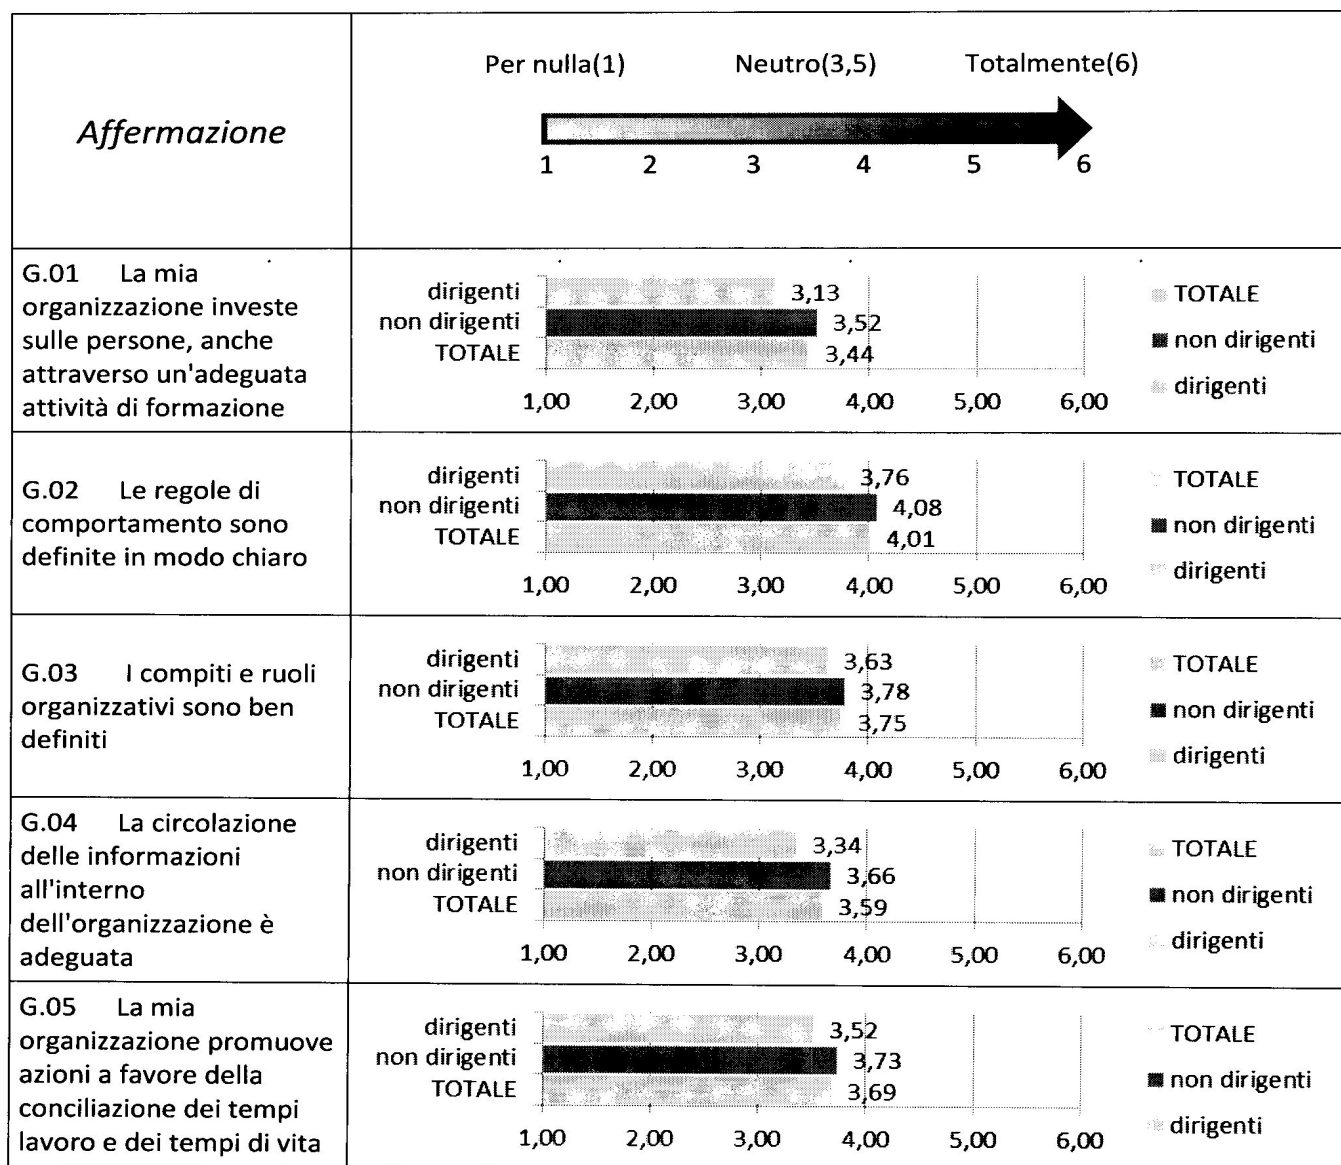 Affermazione
Per nulla(1) Neutro(3,5) Totalmente(6)
1 2 3 4 5 6
G.01 La mia
organizzazione investe
sulle persone, anche
attraverso un'adeguata
attività di formazione
dirigenti 3,13
non dirigenti 3,52
TOTALE 3,44
1,00 2,00 3,00 4,00 5,00 6,00
TOTALE
non dirigenti
dirigenti
G.02 Le regole di
comportamento sono
definite in modo chiaro
dirigenti 3,76
non dirigenti 4,08
TOTALE 4,01
1,00 2,00 3,00 4,00 5,00 6,00
TOTALE
non dirigenti
dirigenti
G.03 I compiti e ruoli
organizzativi sono ben
definiti
dirigenti 3,63
non dirigenti 3,78
TOTALE 3,75
1,00 2,00 3,00 4,00 5,00 6,00
TOTALE
non dirigenti
dirigenti
G.04 La circolazione
delle informazioni
all'interno
dell'organizzazione è
adeguata
dirigenti 3,34
non dirigenti 3,66
TOTALE 3,59
1,00 2,00 3,00 4,00 5,00 6,00
TOTALE
non dirigenti
dirigenti
G.05 La mia
organizzazione promuove
azioni a favore della
conciliazione dei tempi
lavoro e dei tempi di vita
dirigenti 3,52
non dirigenti 3,73
TOTALE 3,69
1,00 2,00 3,00 4,00 5,00 6,00
TOTALE
non dirigenti
dirigenti